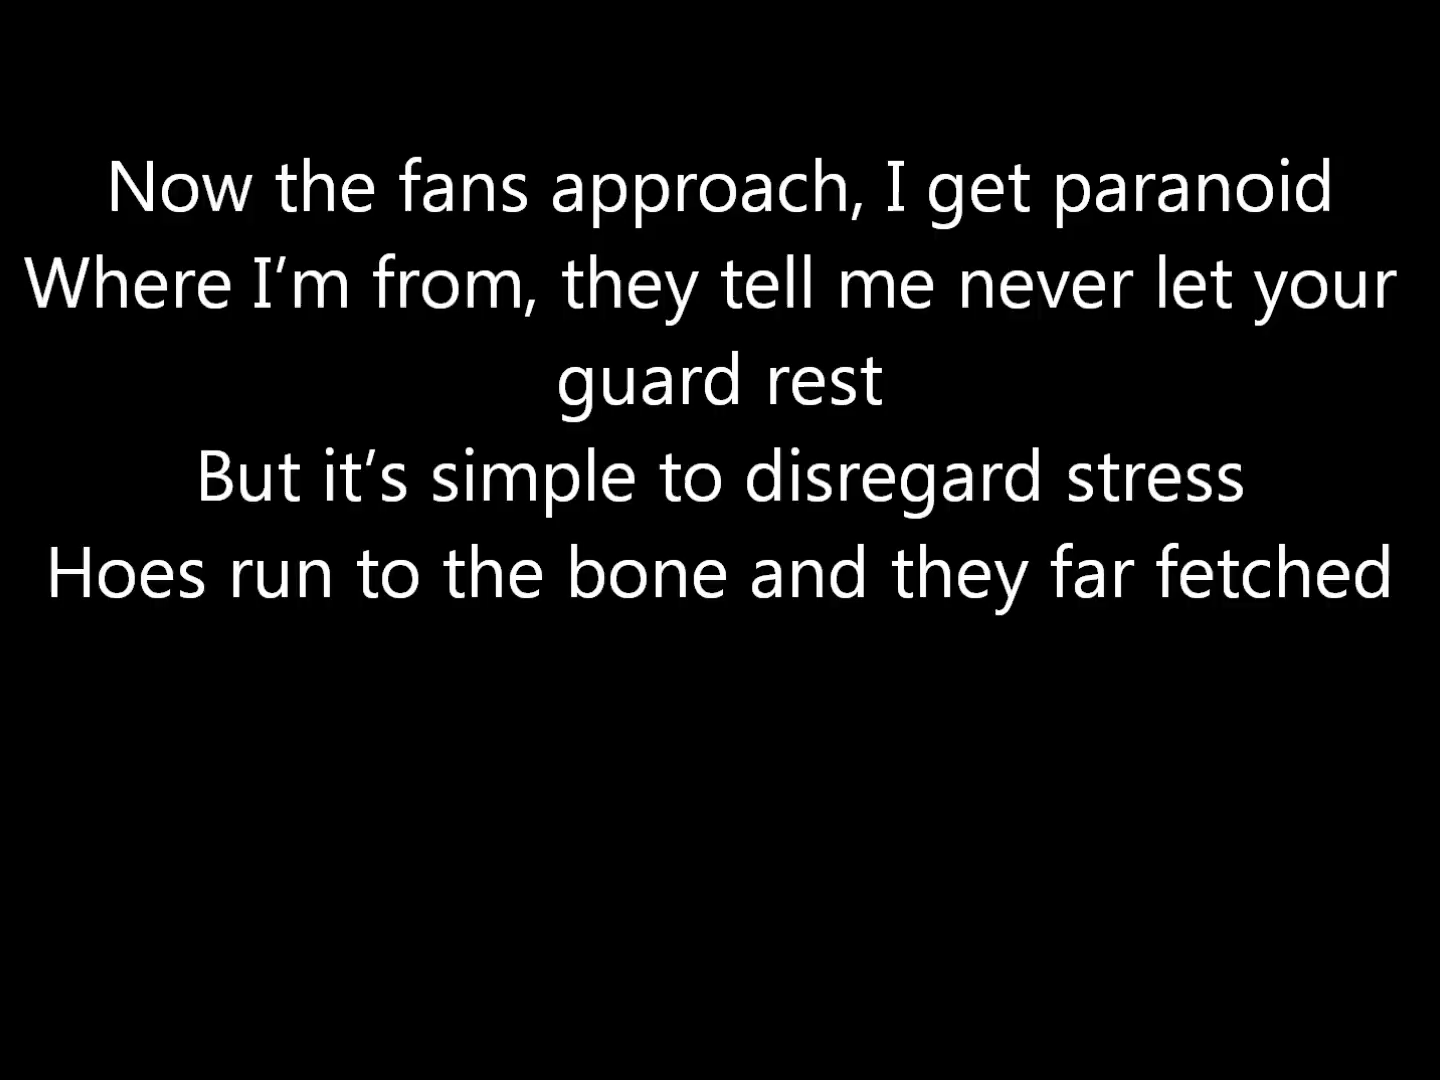 Now the fans approach, I get paranoid
Where I’m from, they tell me never let your
guard rest
But it’s simple to disregard stress
Hoes run to the bone and they far fetched